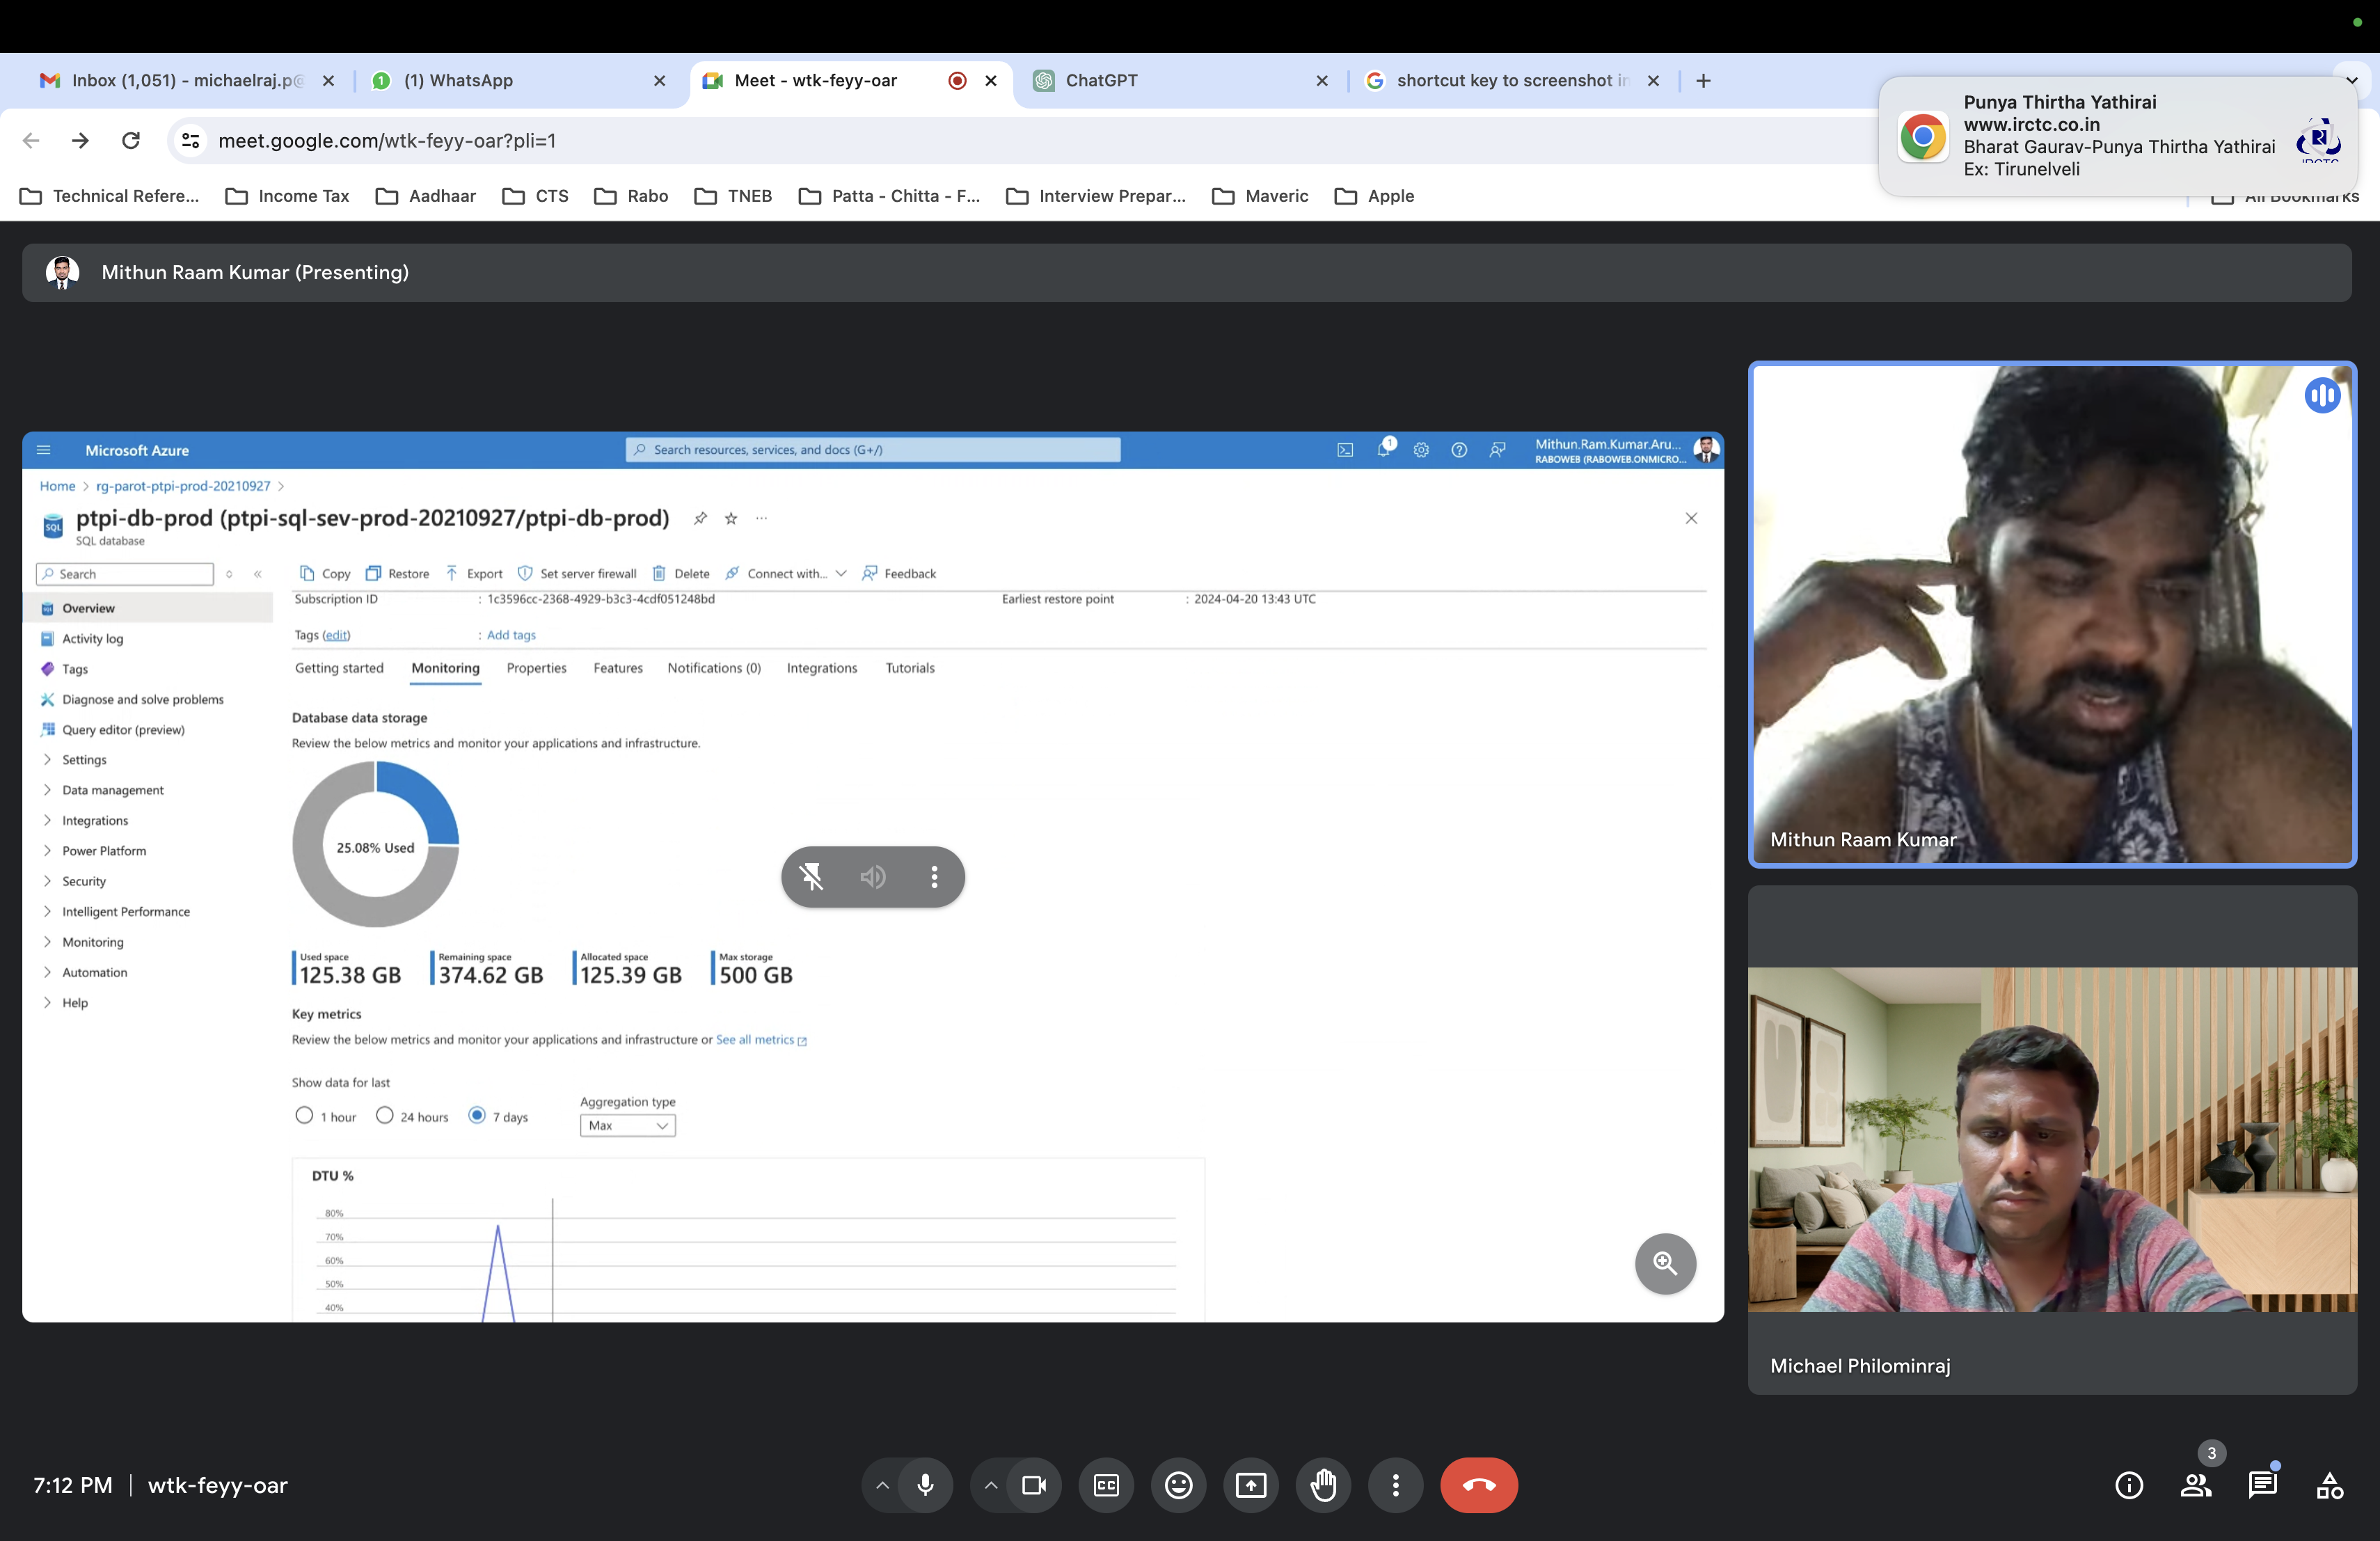 Inbox (1,051) - michaelraj.p@
(1) WhatsApp
Meet - wtk-feyy-oar
ChatGPT
shortcut key to screenshot in
meet.google.com/wtk-feyy-oar?pli=1
Punya Thirtha Yathirai
www.irctc.co.in
Bharat Gaurav-Punya Thirtha Yathirai
Ex: Tirunelveli
Technical Refere...
Income Tax
Aadhaar
CTS
Rabo
TNEB
Patta - Chitta - F...
Interview Prepar...
Maveric
Apple
All Bookmarks
Mithun Raam Kumar (Presenting)
Microsoft Azure
Search resources, services, and docs (G+/)
1
Mithun.Ram.Kumar.Aru...
RABOWEB (RABOWEB.ONMICRO...
Home > rg-parot-ptpi-prod-20210927 >
ptpi-db-prod (ptpi-sql-sev-prod-20210927/ptpi-db-prod)
SQL database
Search
Copy Restore Export Set server firewall Delete Connect with... Feedback
Subscription ID : 1c3596cc-2368-4929-b3c3-4cdf051248bd
Earliest restore point : 2024-04-20 13:43 UTC
Tags (edit) : Add tags
Overview
Activity log
Tags
Diagnose and solve problems
Query editor (preview)
Settings
Data management
Integrations
Power Platform
Security
Intelligent Performance
Monitoring
Automation
Help
Getting started Monitoring Properties Features Notifications (0) Integrations Tutorials
Database data storage
Review the below metrics and monitor your applications and infrastructure.
25.08% Used
Used space
125.38 GB
Remaining space
374.62 GB
Allocated space
125.39 GB
Max storage
500 GB
Key metrics
Review the below metrics and monitor your applications and infrastructure or See all metrics
Show data for last
1 hour 24 hours 7 days
Aggregation type
Max
DTU %
80%
70%
60%
50%
40%
Mithun Raam Kumar
Michael Philominraj
7:12 PM | wtk-feyy-oar
CC
3